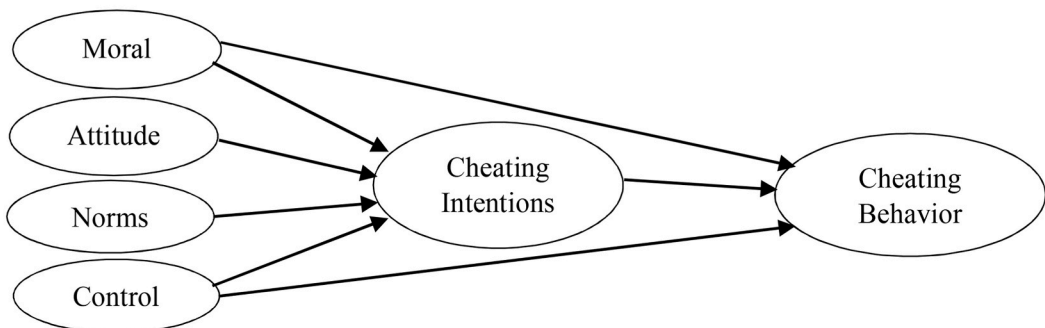 Moral
Attitude
Norms
Control
Cheating
Intentions
Cheating
Behavior